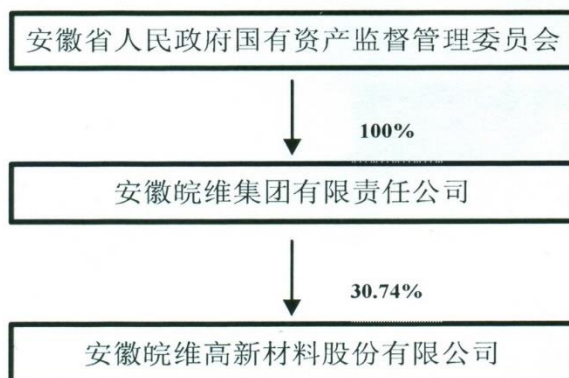 安徽省人民政府国有资产监督管理委员会
100%
安徽皖维集团有限责任公司
30.74%
安徽皖维高新材料股份有限公司